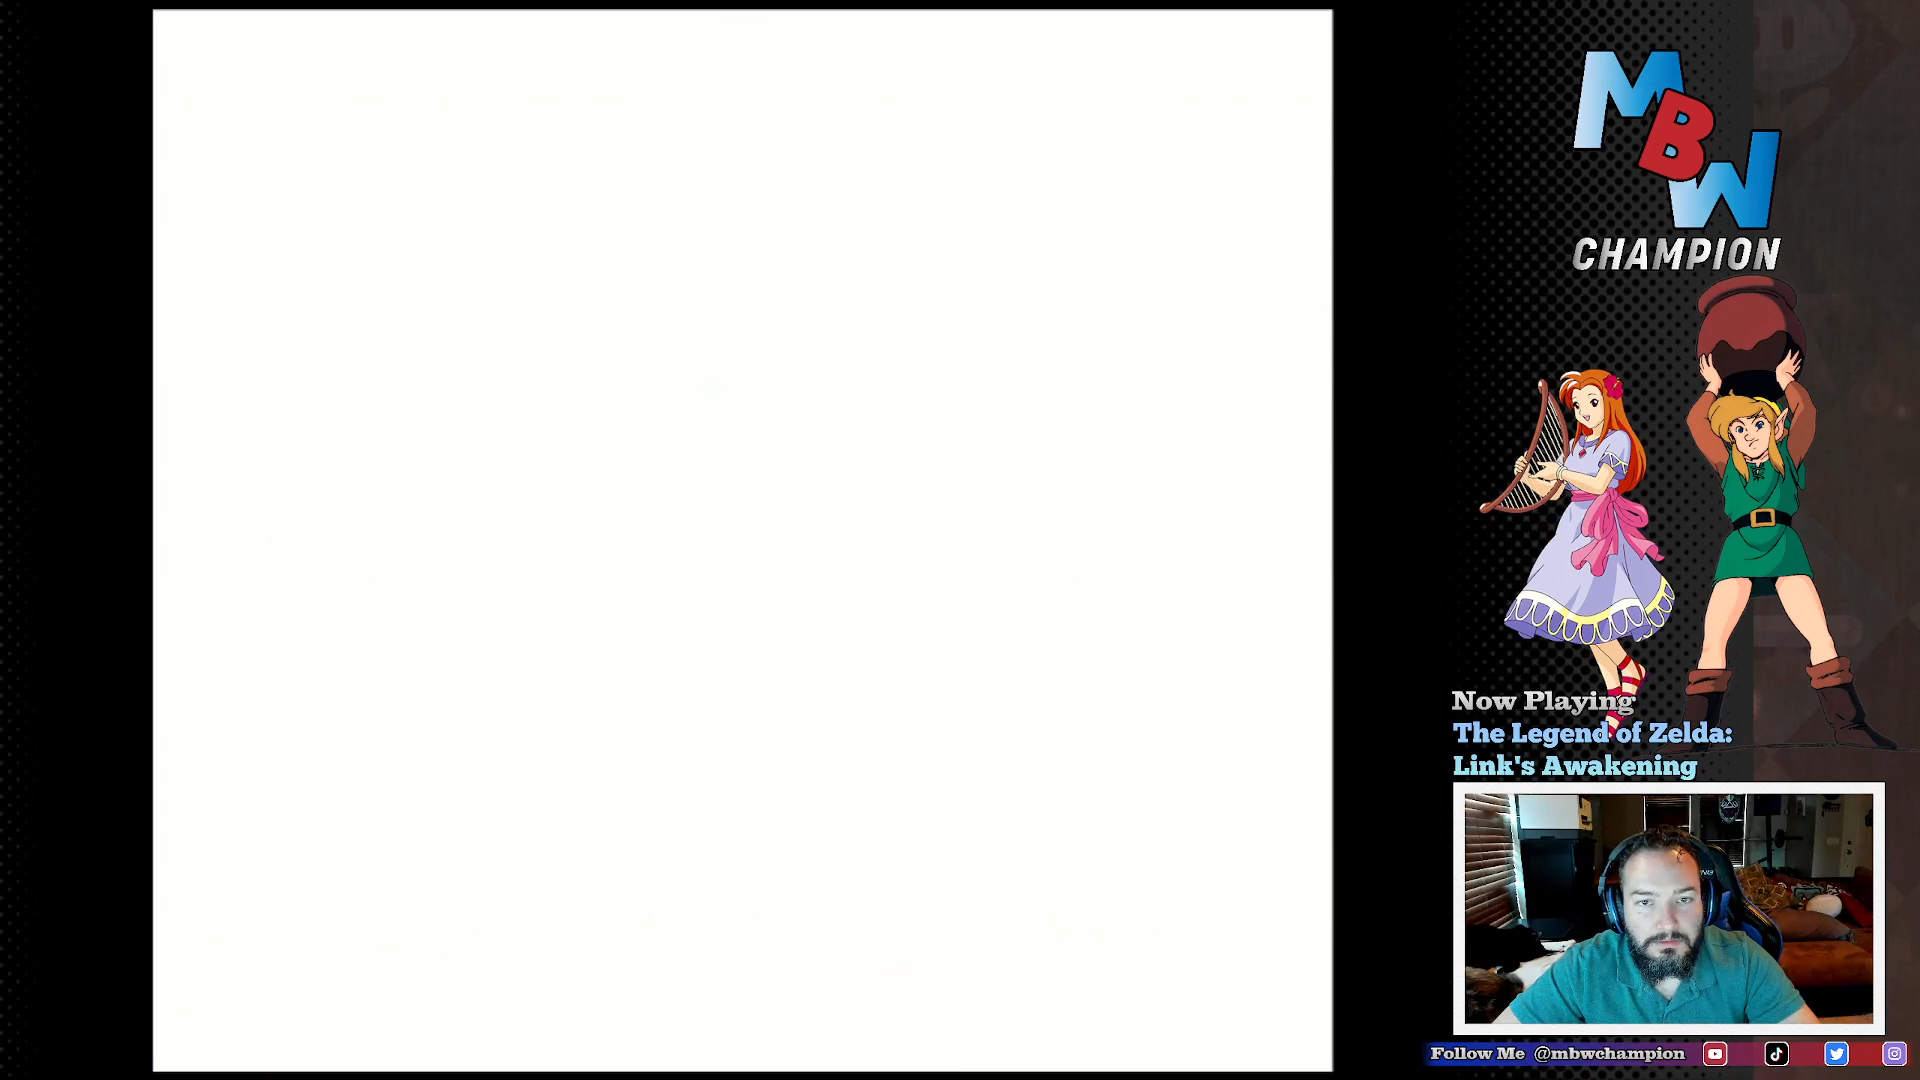 MBW
CHAMPION
Now Playing
The Legend of Zelda:
Link's Awakening
Follow Me @mbwchampion